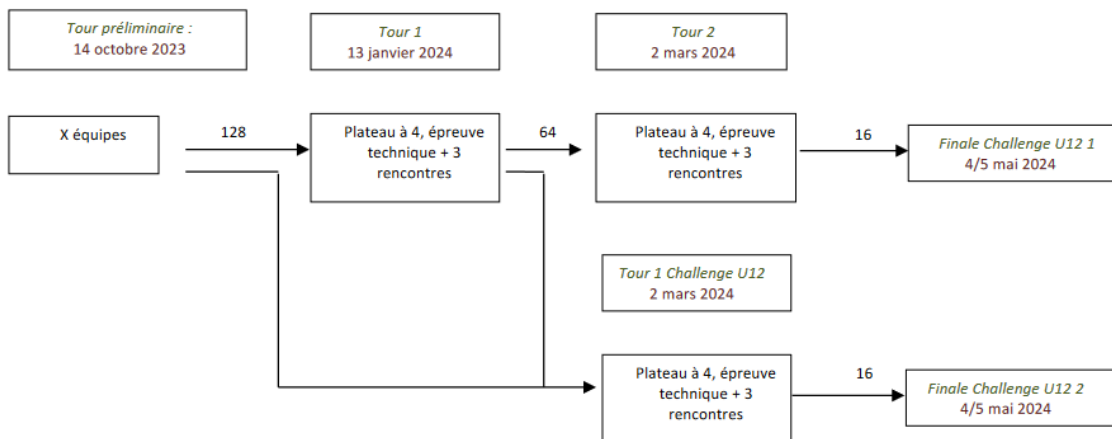 Tour préliminaire :
14 octobre 2023
Tour 1
13 janvier 2024
Tour 2
2 mars 2024
X équipes
128
Plateau à 4, épreuve
technique + 3
rencontres
64
Plateau à 4, épreuve
technique + 3
rencontres
16
Finale Challenge U12 1
4/5 mai 2024
Tour 1 Challenge U12
2 mars 2024
Plateau à 4, épreuve
technique + 3
rencontres
16
Finale Challenge U12 2
4/5 mai 2024